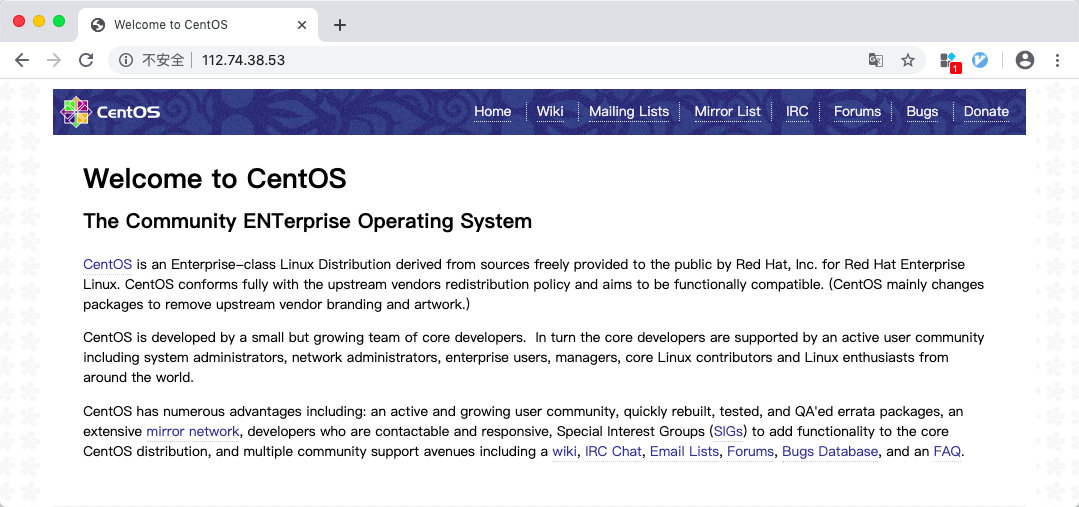 Welcome to CentOS
不安全 112.74.38.53
1
CentOS Home Wiki Mailing Lists Mirror List IRC Forums Bugs Donate
Welcome to CentOS
The Community ENTerprise Operating System
CentOS is an Enterprise-class Linux Distribution derived from sources freely provided to the public by Red Hat, Inc. for Red Hat Enterprise
Linux. CentOS conforms fully with the upstream vendors redistribution policy and aims to be functionally compatible. (CentOS mainly changes
packages to remove upstream vendor branding and artwork.)
CentOS is developed by a small but growing team of core developers.  In turn the core developers are supported by an active user community
including system administrators, network administrators, enterprise users, managers, core Linux contributors and Linux enthusiasts from
around the world.
CentOS has numerous advantages including: an active and growing user community, quickly rebuilt, tested, and QA'ed errata packages, an
extensive mirror network, developers who are contactable and responsive, Special Interest Groups (SIGs) to add functionality to the core
CentOS distribution, and multiple community support avenues including a wiki, IRC Chat, Email Lists, Forums, Bugs Database, and an FAQ.